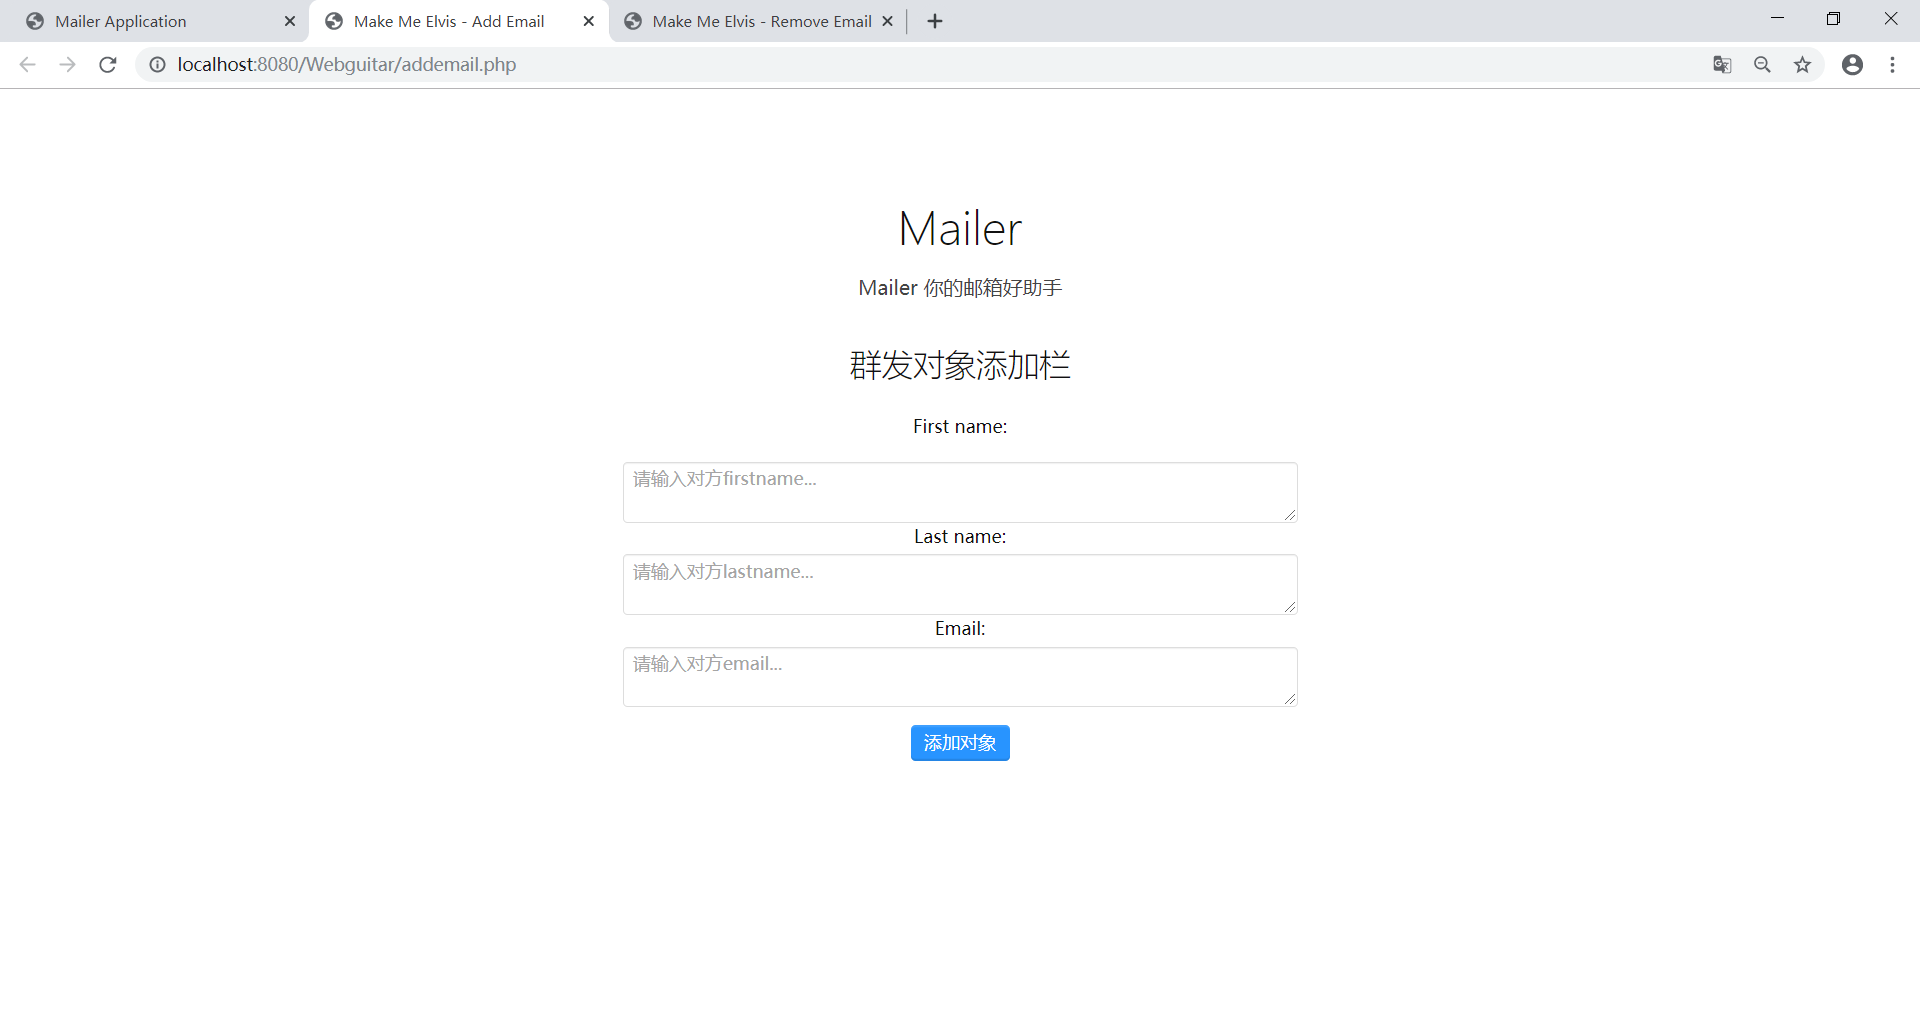 Mailer Application
Make Me Elvis - Add Email
Make Me Elvis - Remove Email
localhost:8080/Webguitar/addemail.php
Mailer
Mailer 你的邮箱好助手
群发对象添加栏
First name:
请输入对方firstname...
Last name:
请输入对方lastname...
Email:
请输入对方email...
添加对象